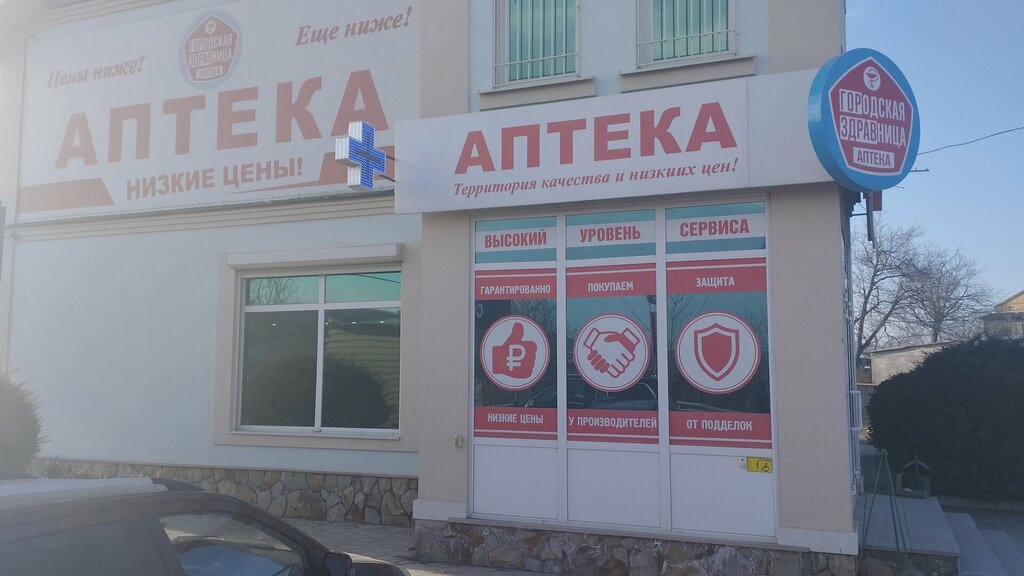 Цены ниже!
ГОРОДСКАЯ
ЗДРАВНИЦА
АПТЕКА
Еще ниже!
АПТЕКА
НИЗКИЕ ЦЕНЫ!
АПТЕКА
Территория качества и низкиих цен!
ГОРОДСКАЯ
ЗДРАВНИЦА
АПТЕКА
ВЫСОКИЙ УРОВЕНЬ СЕРВИСА
ГАРАНТИРОВАННО
НИЗКИЕ ЦЕНЫ
ПОКУПАЕМ
У ПРОИЗВОДИТЕЛЕЙ
ЗАЩИТА
ОТ ПОДДЕЛОК